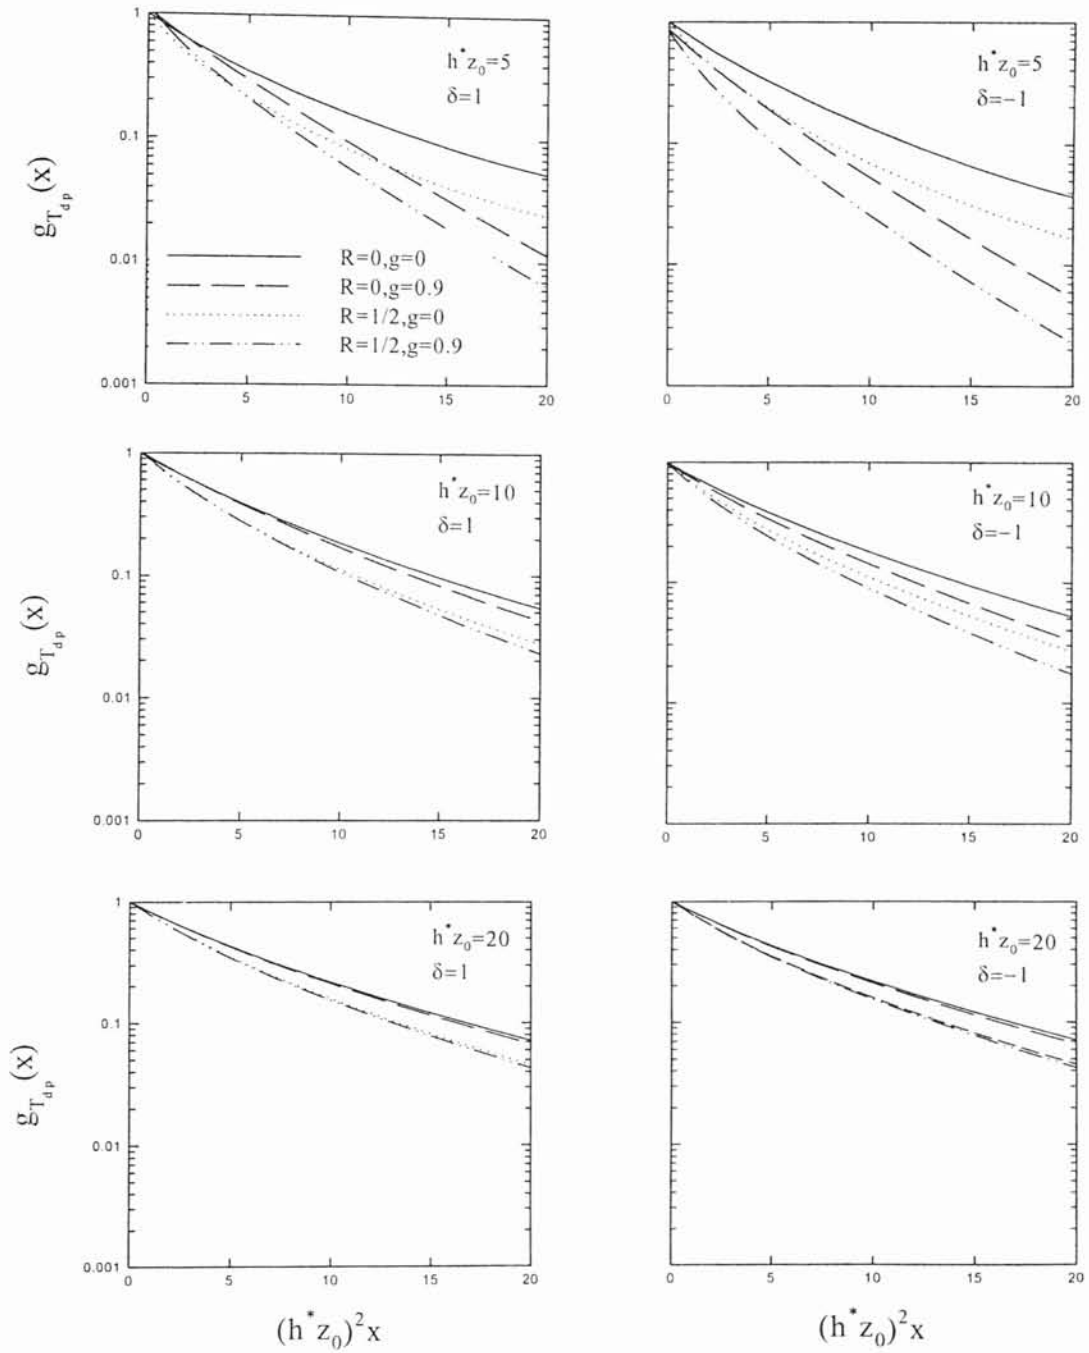 1
0.1
0.01
0.001
0
5
10
15
20
g_{T_{dp}}(x)
h*z₀=5
δ=1
R=0,g=0
R=0,g=0.9
R=1/2,g=0
R=1/2,g=0.9
h*z₀=5
δ=−1
0
5
10
15
20
1
0.1
0.01
0.001
0
5
10
15
20
g_{T_{dp}}(x)
h*z₀=10
δ=1
h*z₀=10
δ=−1
0
5
10
15
20
1
0.1
0.01
0.001
0
5
10
15
20
g_{T_{dp}}(x)
h*z₀=20
δ=1
h*z₀=20
δ=−1
0
5
10
15
20
(h*z₀)²x
(h*z₀)²x